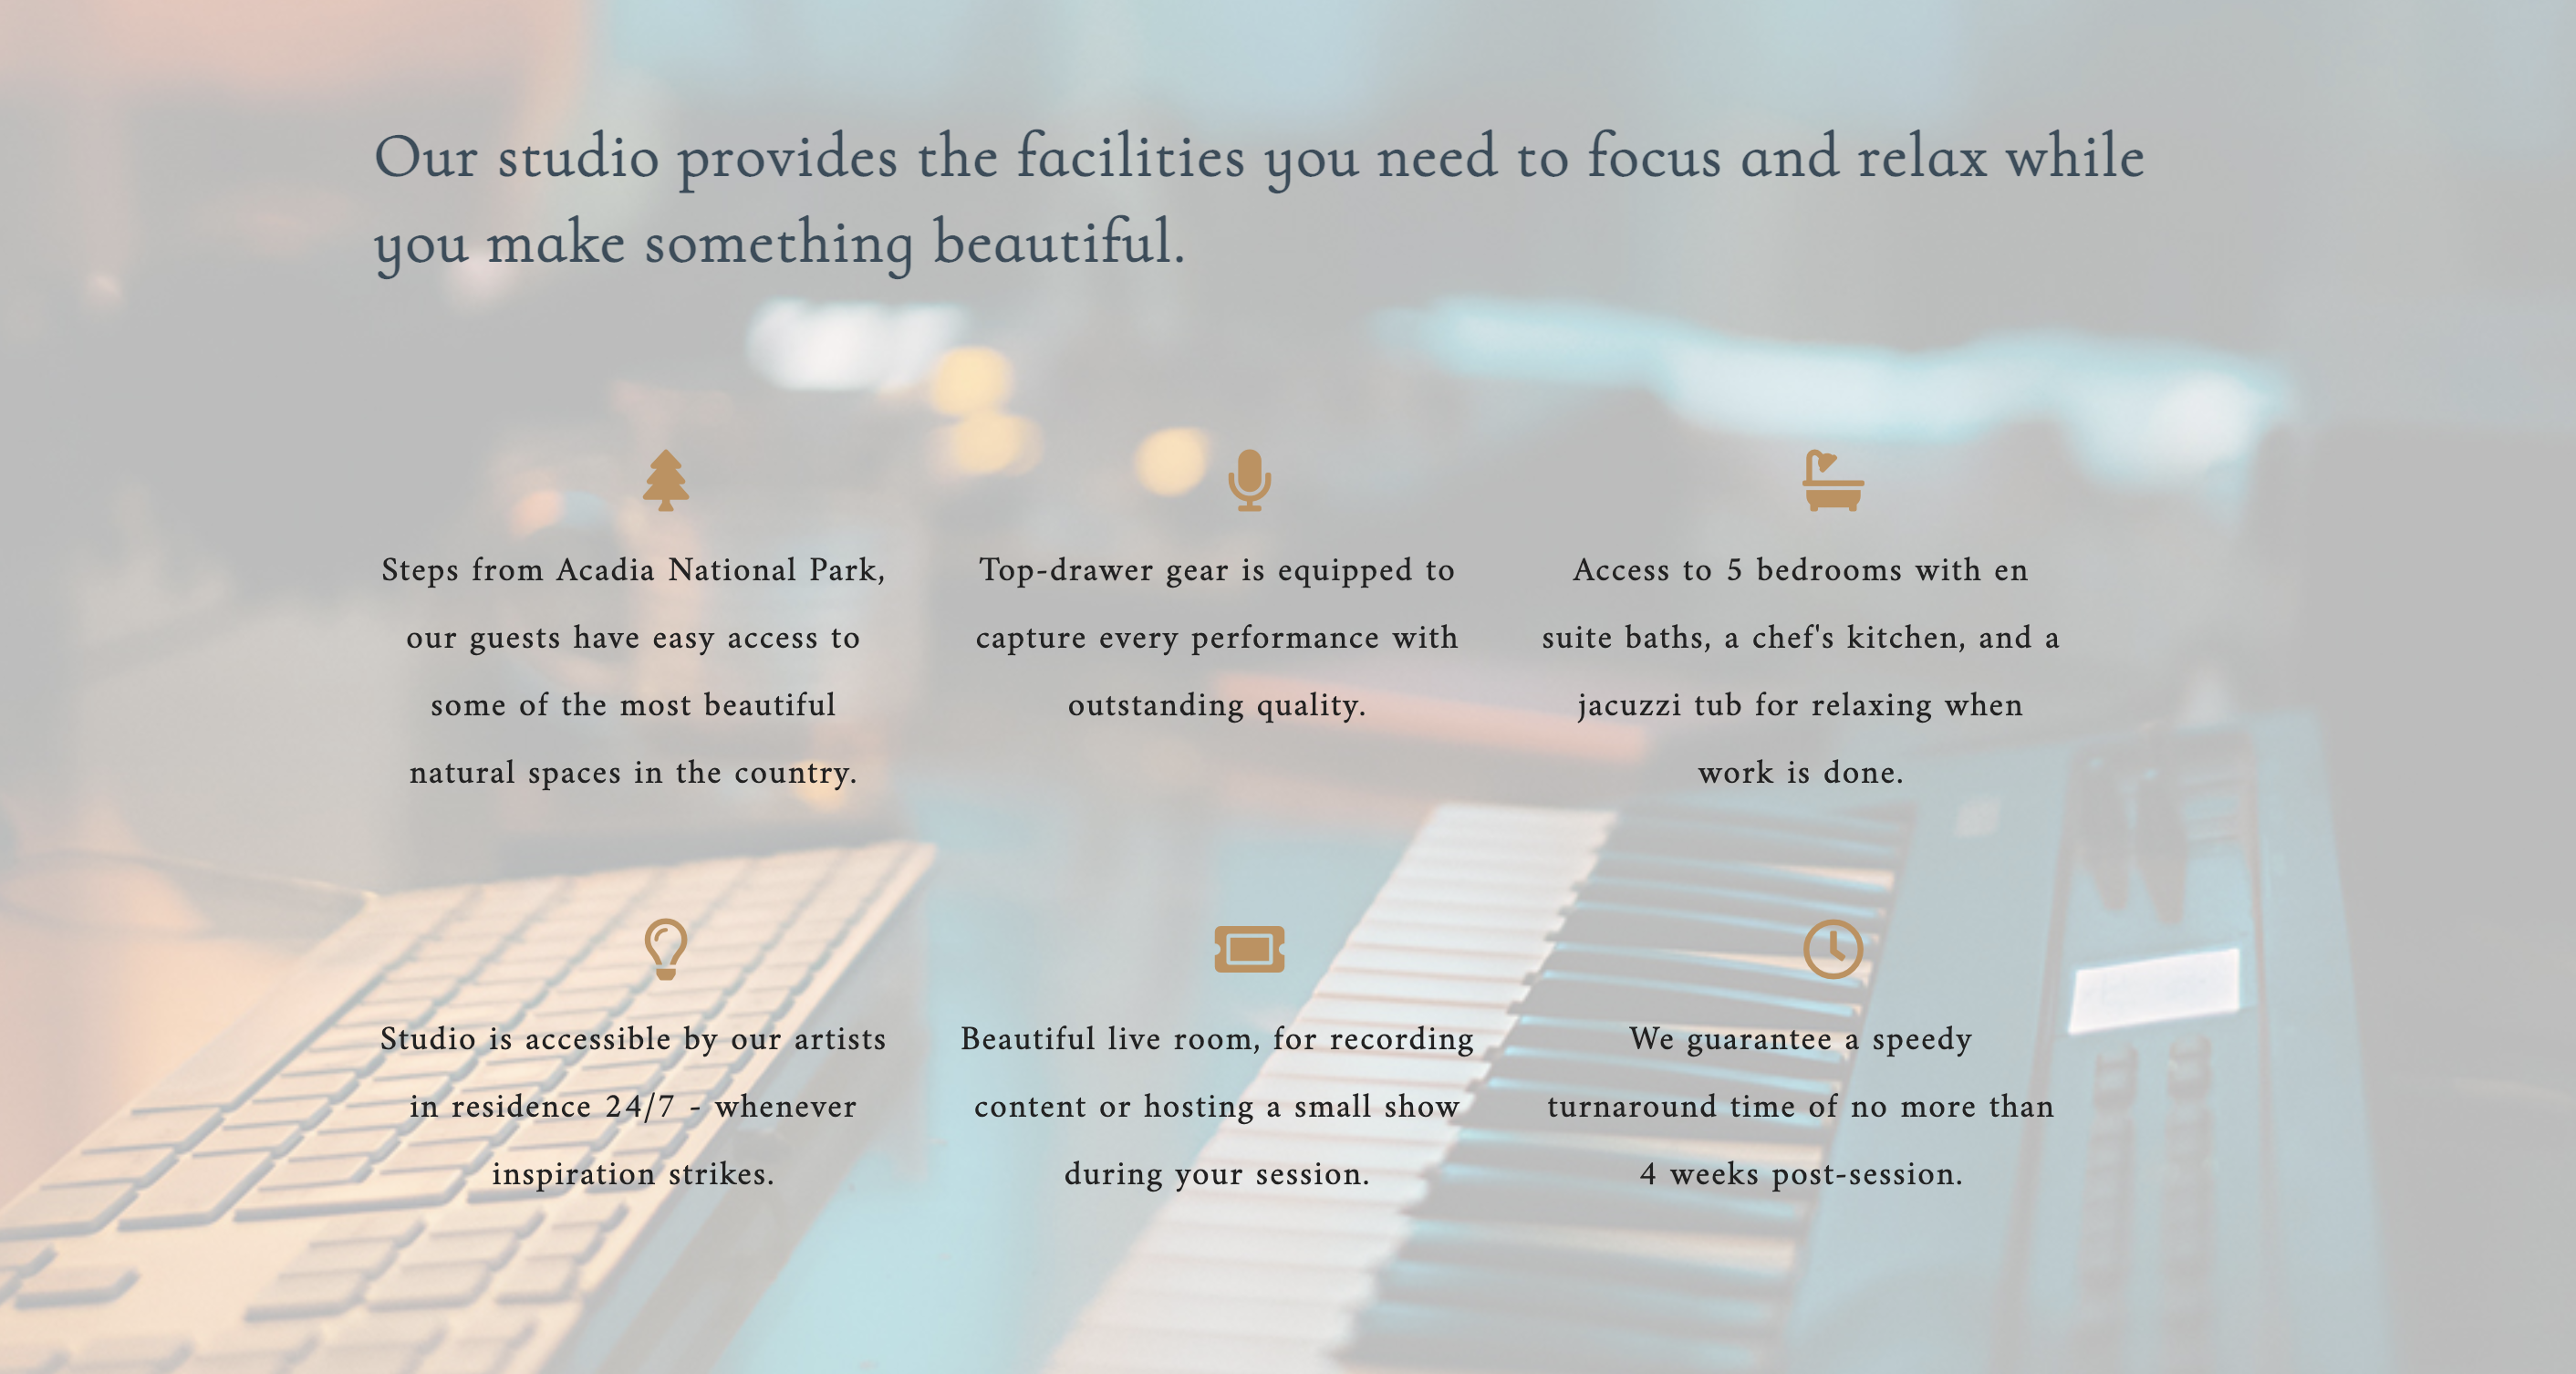 Our studio provides the facilities you need to focus and relax while
you make something beautiful.
Steps from Acadia National Park,
our guests have easy access to
some of the most beautiful
natural spaces in the country.
Top-drawer gear is equipped to
capture every performance with
outstanding quality.
Access to 5 bedrooms with en
suite baths, a chef's kitchen, and a
jacuzzi tub for relaxing when
work is done.
Studio is accessible by our artists
in residence 24/7 - whenever
inspiration strikes.
Beautiful live room, for recording
content or hosting a small show
during your session.
We guarantee a speedy
turnaround time of no more than
4 weeks post-session.